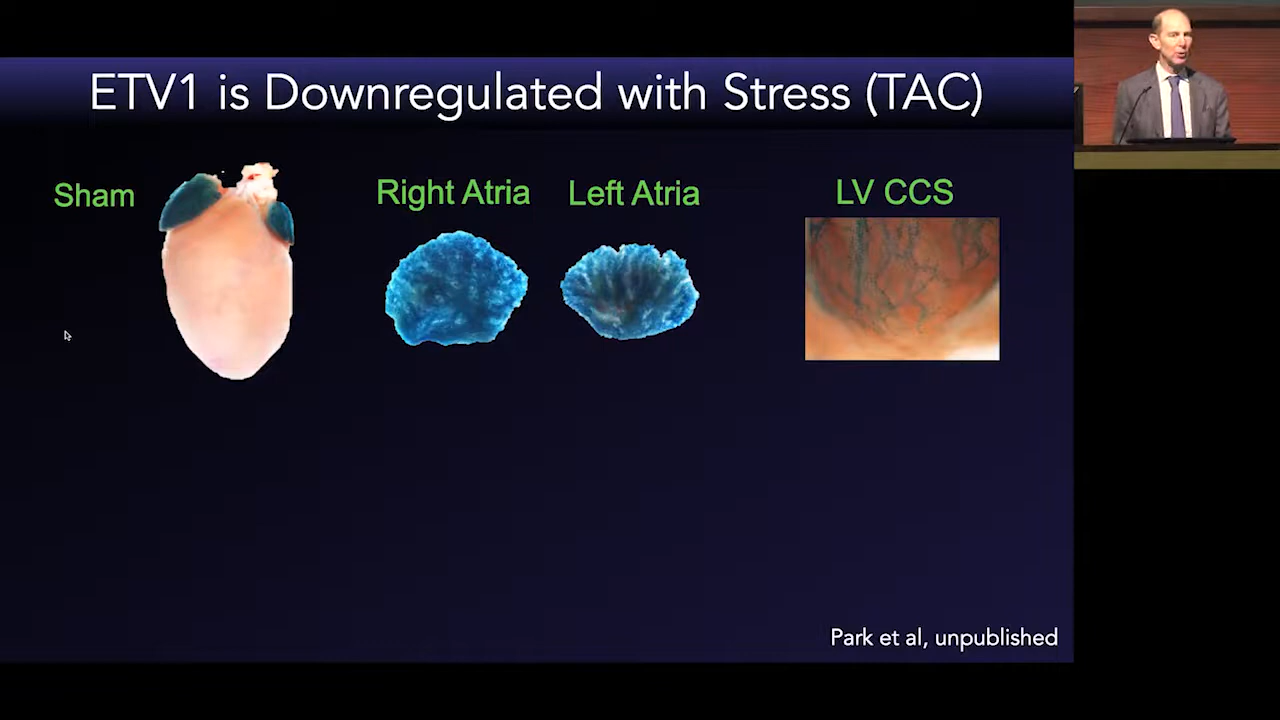 ETV1 is Downregulated with Stress (TAC)
Sham
Right Atria
Left Atria
LV CCS
Park et al, unpublished